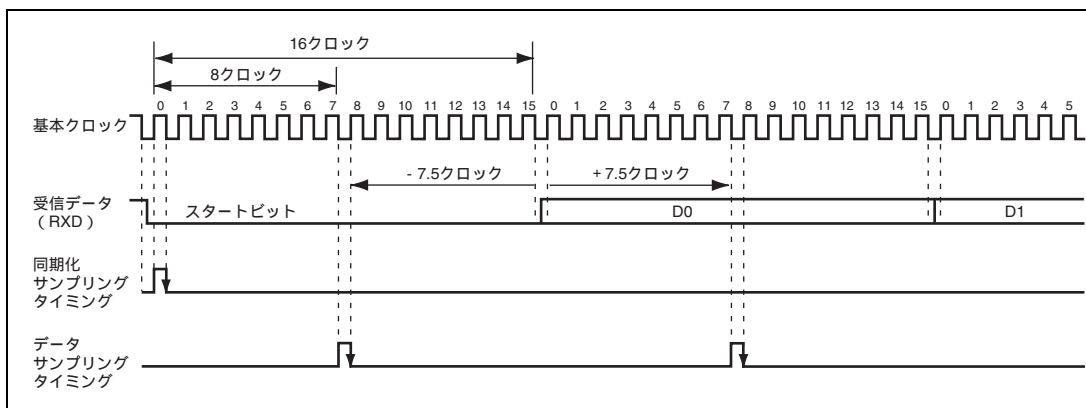 16クロック
8クロック
0 1 2 3 4 5 6 7 8 9 10 11 12 13 14 15 0 1 2 3 4 5 6 7 8 9 10 11 12 13 14 15 0 1 2 3 4 5
基本クロック
- 7.5クロック
+ 7.5クロック
受信データ
（RXD）
スタートビット
D0
D1
同期化
サンプリング
タイミング
データ
サンプリング
タイミング